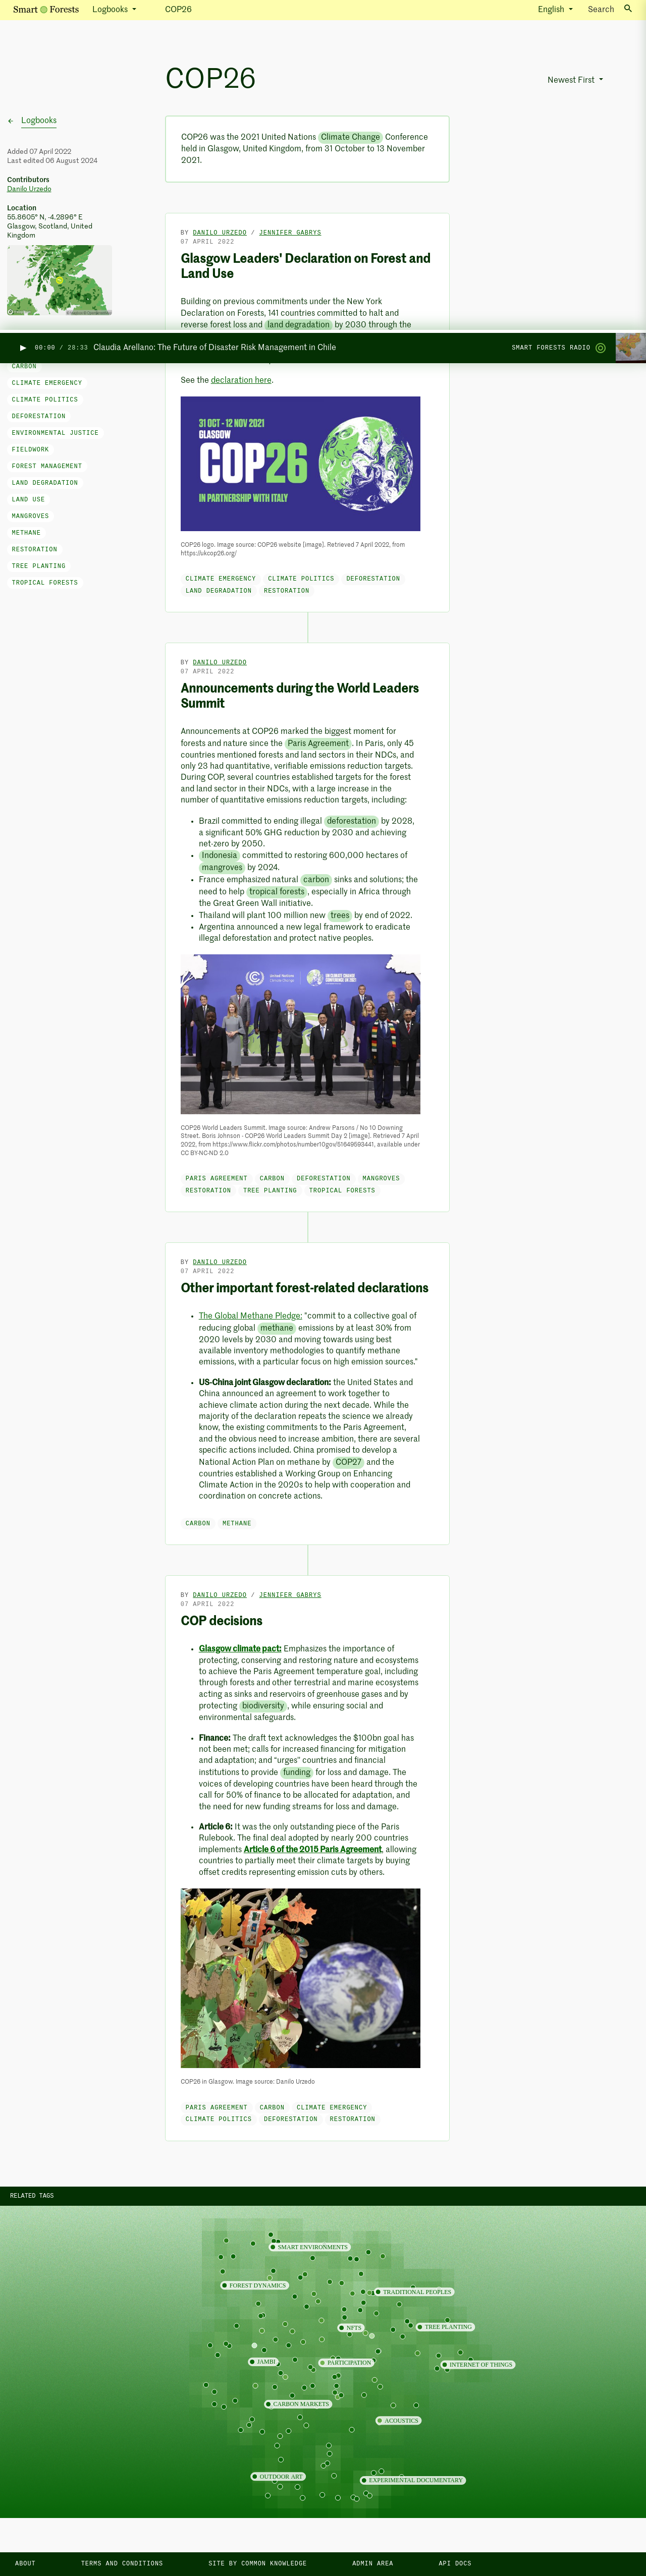 Smart Forests
Logbooks
COP26
English
Search
COP26
Newest First
Logbooks
Added 07 April 2022
Last edited 06 August 2024
Contributors
Danilo Urzedo
Location
55.8605° N, -4.2896° E
Glasgow, Scotland, United
Kingdom
COP26 was the 2021 United Nations Climate Change Conference
held in Glasgow, United Kingdom, from 31 October to 13 November
2021.
BY DANILO URZEDO / JENNIFER GABRYS
07 APRIL 2022
Glasgow Leaders' Declaration on Forest and
Land Use
Building on previous commitments under the New York
Declaration on Forests, 141 countries committed to halt and
reverse forest loss and land degradation by 2030 through the
00:00 / 28:33 Claudia Arellano: The Future of Disaster Risk Management in Chile
SMART FORESTS RADIO
CARBON
CLIMATE EMERGENCY
CLIMATE POLITICS
DEFORESTATION
ENVIRONMENTAL JUSTICE
FIELDWORK
FOREST MANAGEMENT
LAND DEGRADATION
LAND USE
MANGROVES
METHANE
RESTORATION
TREE PLANTING
TROPICAL FORESTS
See the declaration here.
31 OCT - 12 NOV 2021
GLASGOW
COP26
IN PARTNERSHIP WITH ITALY
COP26 logo. Image source: COP26 website [image]. Retrieved 7 April 2022, from
https://ukcop26.org/
CLIMATE EMERGENCY CLIMATE POLITICS DEFORESTATION
LAND DEGRADATION RESTORATION
BY DANILO URZEDO
07 APRIL 2022
Announcements during the World Leaders
Summit
Announcements at COP26 marked the biggest moment for
forests and nature since the Paris Agreement. In Paris, only 45
countries mentioned forests and land sectors in their NDCs, and
only 23 had quantitative, verifiable emissions reduction targets.
During COP, several countries established targets for the forest
and land sector in their NDCs, with a large increase in the
number of quantitative emissions reduction targets, including:
Brazil committed to ending illegal deforestation by 2028,
a significant 50% GHG reduction by 2030 and achieving
net-zero by 2050.
Indonesia committed to restoring 600,000 hectares of
mangroves by 2024.
France emphasized natural carbon sinks and solutions; the
need to help tropical forests, especially in Africa through
the Great Green Wall initiative.
Thailand will plant 100 million new trees by end of 2022.
Argentina announced a new legal framework to eradicate
illegal deforestation and protect native peoples.
COP26 World Leaders Summit. Image source: Andrew Parsons / No 10 Downing
Street. Boris Johnson - COP26 World Leaders Summit Day 2 [image]. Retrieved 7 April
2022, from https://www.flickr.com/photos/number10gov/51649593441, available under
CC BY-NC-ND 2.0
PARIS AGREEMENT CARBON DEFORESTATION MANGROVES
RESTORATION TREE PLANTING TROPICAL FORESTS
BY DANILO URZEDO
07 APRIL 2022
Other important forest-related declarations
The Global Methane Pledge: "commit to a collective goal of
reducing global methane emissions by at least 30% from
2020 levels by 2030 and moving towards using best
available inventory methodologies to quantify methane
emissions, with a particular focus on high emission sources."
US-China joint Glasgow declaration: the United States and
China announced an agreement to work together to
achieve climate action during the next decade. While the
majority of the declaration repeats the science we already
know, the existing commitments to the Paris Agreement,
and the obvious need to increase ambition, there are several
specific actions included. China promised to develop a
National Action Plan on methane by COP27 and the
countries established a Working Group on Enhancing
Climate Action in the 2020s to help with cooperation and
coordination on concrete actions.
CARBON METHANE
BY DANILO URZEDO / JENNIFER GABRYS
07 APRIL 2022
COP decisions
Glasgow climate pact: Emphasizes the importance of
protecting, conserving and restoring nature and ecosystems
to achieve the Paris Agreement temperature goal, including
through forests and other terrestrial and marine ecosystems
acting as sinks and reservoirs of greenhouse gases and by
protecting biodiversity, while ensuring social and
environmental safeguards.
Finance: The draft text acknowledges the $100bn goal has
not been met; calls for increased financing for mitigation
and adaptation; and "urges" countries and financial
institutions to provide funding for loss and damage. The
voices of developing countries have been heard through the
call for 50% of finance to be allocated for adaptation, and
the need for new funding streams for loss and damage.
Article 6: It was the only outstanding piece of the Paris
Rulebook. The final deal adopted by nearly 200 countries
implements Article 6 of the 2015 Paris Agreement, allowing
countries to partially meet their climate targets by buying
offset credits representing emission cuts by others.
COP26 in Glasgow. Image source: Danilo Urzedo
PARIS AGREEMENT CARBON CLIMATE EMERGENCY
CLIMATE POLITICS DEFORESTATION RESTORATION
RELATED TAGS
SMART ENVIRONMENTS
FOREST DYNAMICS
TRADITIONAL PEOPLES
NFTS
TREE PLANTING
JAMBI
PARTICIPATION
INTERNET OF THINGS
CARBON MARKETS
ACOUSTICS
OUTDOOR ART
EXPERIMENTAL DOCUMENTARY
ABOUT
TERMS AND CONDITIONS
SITE BY COMMON KNOWLEDGE
ADMIN AREA
API DOCS